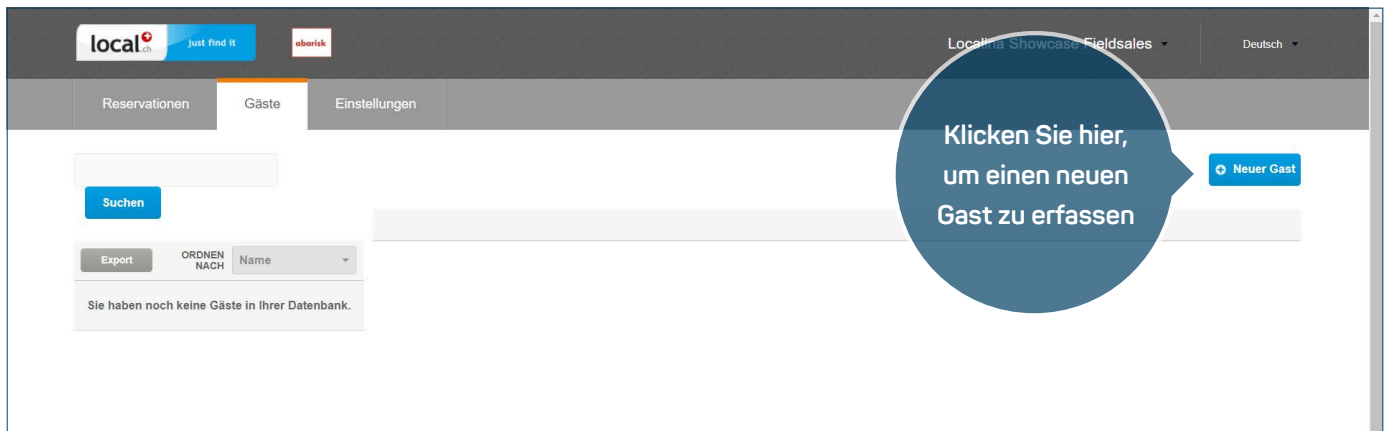 local.ch just find it abarisk Localina Showcase Fieldsales Deutsch
Reservationen Gäste Einstellungen
Klicken Sie hier,
um einen neuen
Gast zu erfassen
Neuer Gast
Suchen
Export ORDNEN NACH Name
Sie haben noch keine Gäste in Ihrer Datenbank.